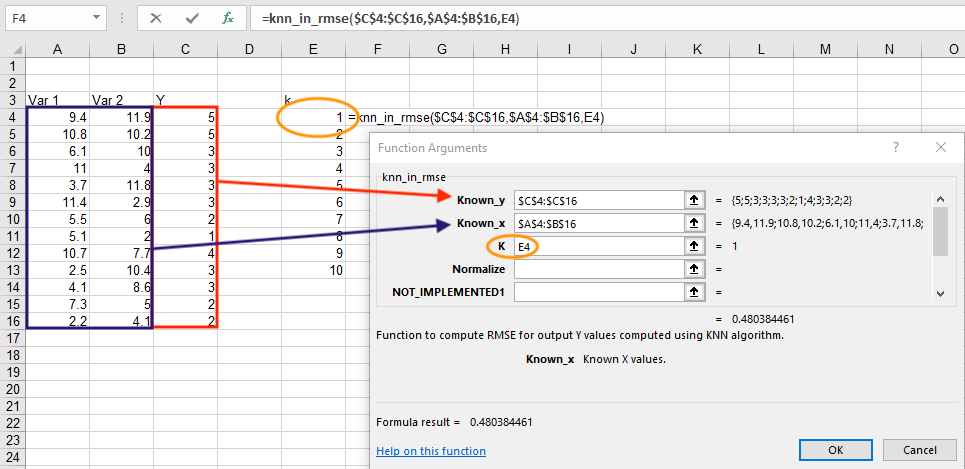 F4 =knn_in_rmse($C$4:$C$16,$A$4:$B$16,E4)
A B C D E F G H I J K L M N O
1
2
3 Var 1 Var 2 Y k
4 9.4 11.9 5 1 =knn_in_rmse($C$4:$C$16,$A$4:$B$16,E4)
5 10.8 10.2 5 2
6 6.1 10 3 3
7 11 4 3 4
8 3.7 11.8 3 5
9 11.4 2.9 3 6
10 5.5 6 2 7
11 5.1 2 1 8
12 10.7 7.7 4 9
13 2.5 10.4 3 10
14 4.1 8.6 3
15 7.3 5 2
16 2.2 4.1 2
17
18
19
20
21
22
23
24
Function Arguments ?
knn_in_rmse
Known_y $C$4:$C$16 = {5;5;3;3;3;3;2;1;4;3;3;2;2}
Known_x $A$4:$B$16 = {9.4,11.9;10.8,10.2;6.1,10;11,4;3.7,11.8;
K E4 = 1
Normalize =
NOT_IMPLEMENTED1 =
= 0.480384461
Function to compute RMSE for output Y values computed using KNN algorithm.
Known_x Known X values.
Formula result = 0.480384461
Help on this function OK Cancel